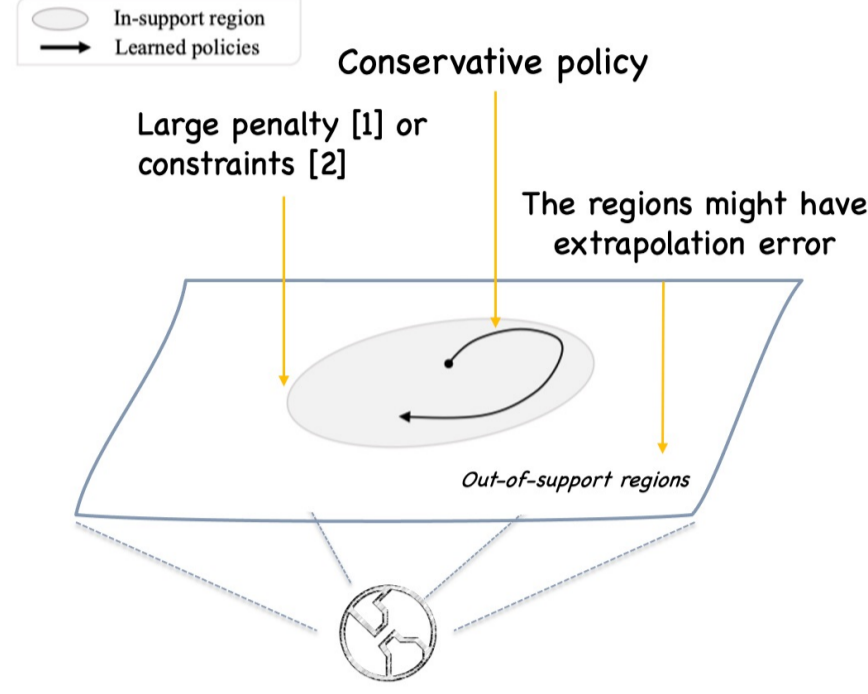 In-support region
Learned policies
Conservative policy
Large penalty [1] or
constraints [2]
The regions might have
extrapolation error
Out-of-support regions